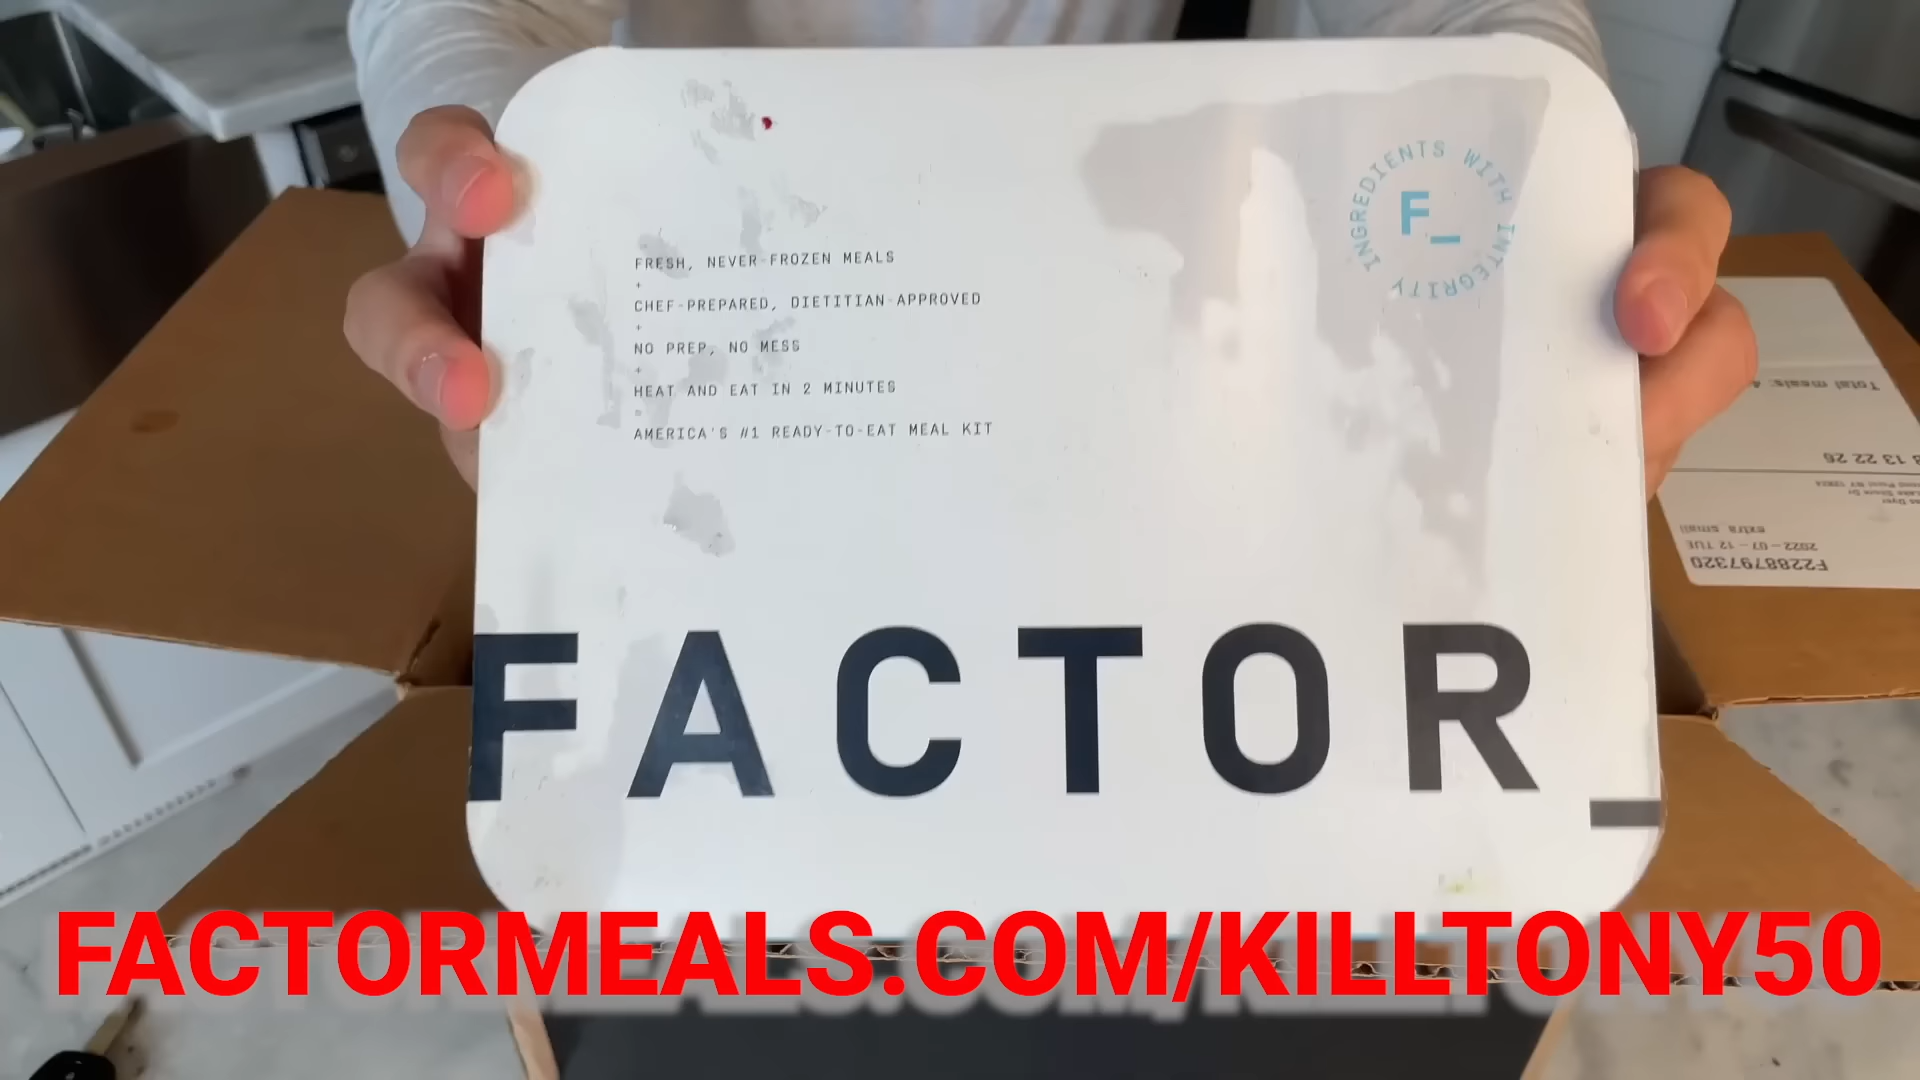 FRESH, NEVER-FROZEN MEALS
+
CHEF-PREPARED, DIETITIAN-APPROVED
+
NO PREP, NO MESS
+
HEAT AND EAT IN 2 MINUTES
=
AMERICA'S #1 READY-TO-EAT MEAL KIT
INGREDIENTS WITH INTEGRITY
F_
FACTOR_
Total meals:
13 22 26
extra small
2022-07-12 TUE
F2288797320
FACTORMEALS.COM/KILLTONY50